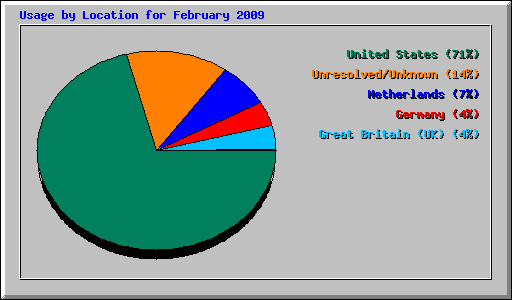 Usage by Location for February 2009
United States (71%)
Unresolved/Unknown (14%)
Netherlands (7%)
Germany (4%)
Great Britain (UK) (4%)